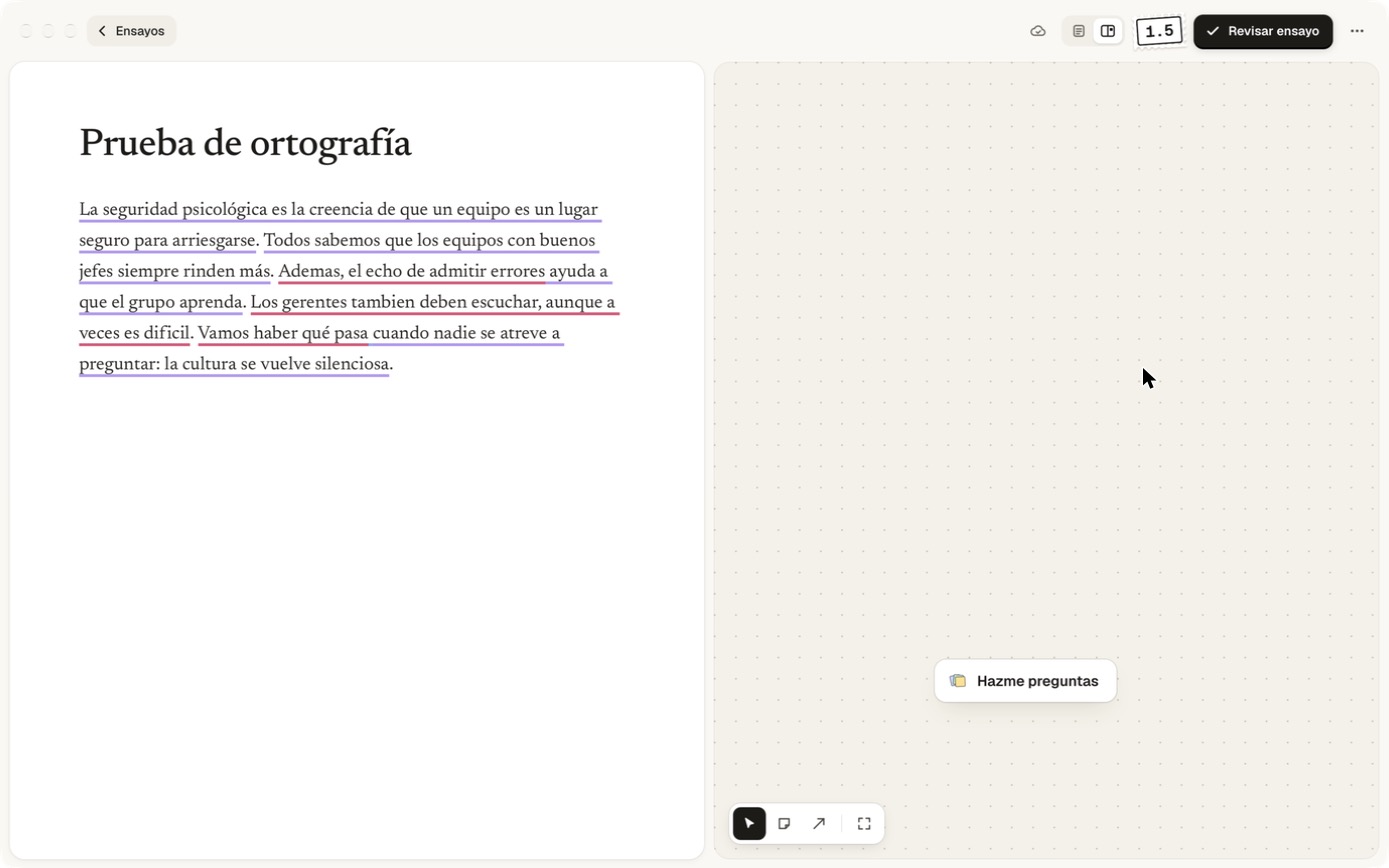 Ensayos
1.5
Revisar ensayo
Prueba de ortografía
La seguridad psicológica es la creencia de que un equipo es un lugar
seguro para arriesgarse. Todos sabemos que los equipos con buenos
jefes siempre rinden más. Ademas, el echo de admitir errores ayuda a
que el grupo aprenda. Los gerentes tambien deben escuchar, aunque a
veces es dificil. Vamos haber qué pasa cuando nadie se atreve a
preguntar: la cultura se vuelve silenciosa.
Hazme preguntas